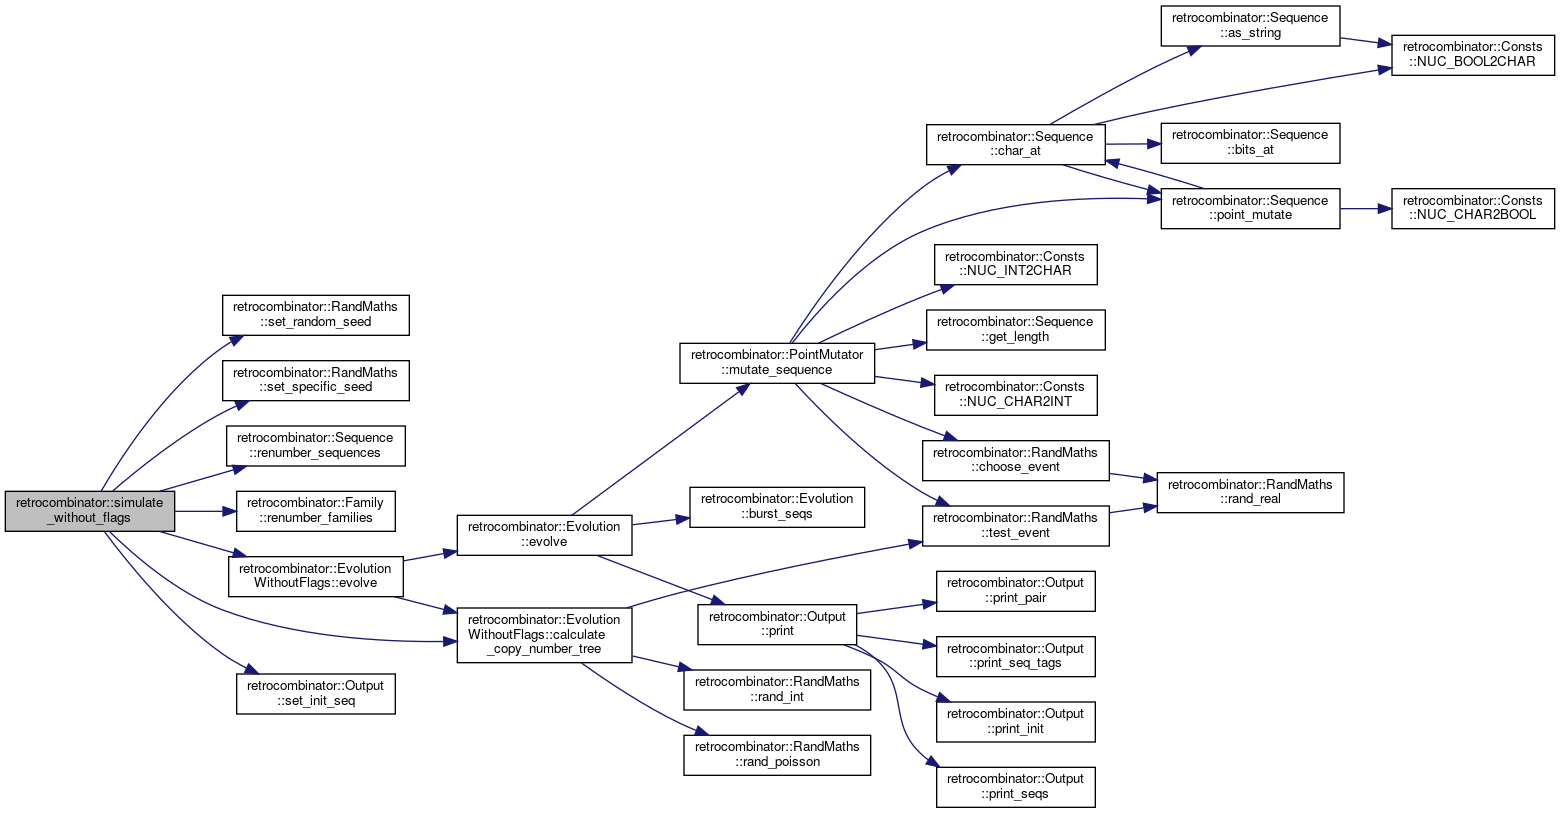 retrocombinator::simulate
_without_flags
retrocombinator::RandMaths
::set_random_seed
retrocombinator::RandMaths
::set_specific_seed
retrocombinator::Sequence
::renumber_sequences
retrocombinator::Family
::renumber_families
retrocombinator::Evolution
WithoutFlags::evolve
retrocombinator::Output
::set_init_seq
retrocombinator::Evolution
::evolve
retrocombinator::Evolution
WithoutFlags::calculate
_copy_number_tree
retrocombinator::PointMutator
::mutate_sequence
retrocombinator::Evolution
::burst_seqs
retrocombinator::Output
::print
retrocombinator::RandMaths
::rand_int
retrocombinator::RandMaths
::rand_poisson
retrocombinator::Sequence
::char_at
retrocombinator::Consts
::NUC_INT2CHAR
retrocombinator::Sequence
::get_length
retrocombinator::Consts
::NUC_CHAR2INT
retrocombinator::RandMaths
::choose_event
retrocombinator::RandMaths
::test_event
retrocombinator::Output
::print_pair
retrocombinator::Output
::print_seq_tags
retrocombinator::Output
::print_init
retrocombinator::Output
::print_seqs
retrocombinator::Sequence
::as_string
retrocombinator::Sequence
::bits_at
retrocombinator::Sequence
::point_mutate
retrocombinator::RandMaths
::rand_real
retrocombinator::Consts
::NUC_BOOL2CHAR
retrocombinator::Consts
::NUC_CHAR2BOOL